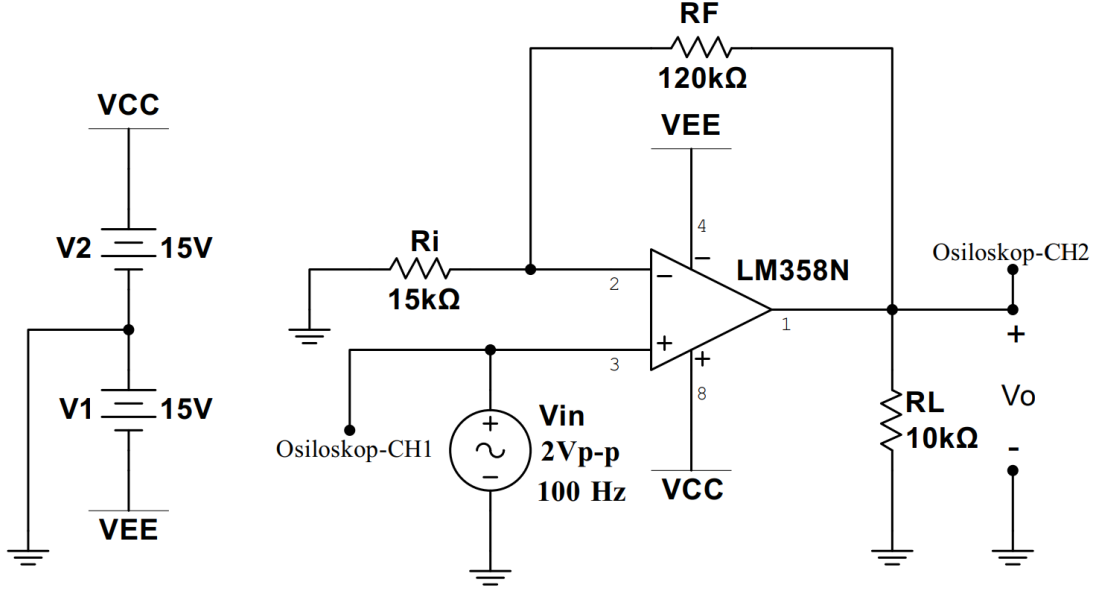 VCC
V2 15V
V1 15V
VEE
RF
120kΩ
VEE
4
Ri
15kΩ
2
−
−
LM358N
1
+
+
3
8
VCC
Osiloskop-CH1
+
−
Vin
2Vp-p
100 Hz
Osiloskop-CH2
+
Vo
-
RL
10kΩ